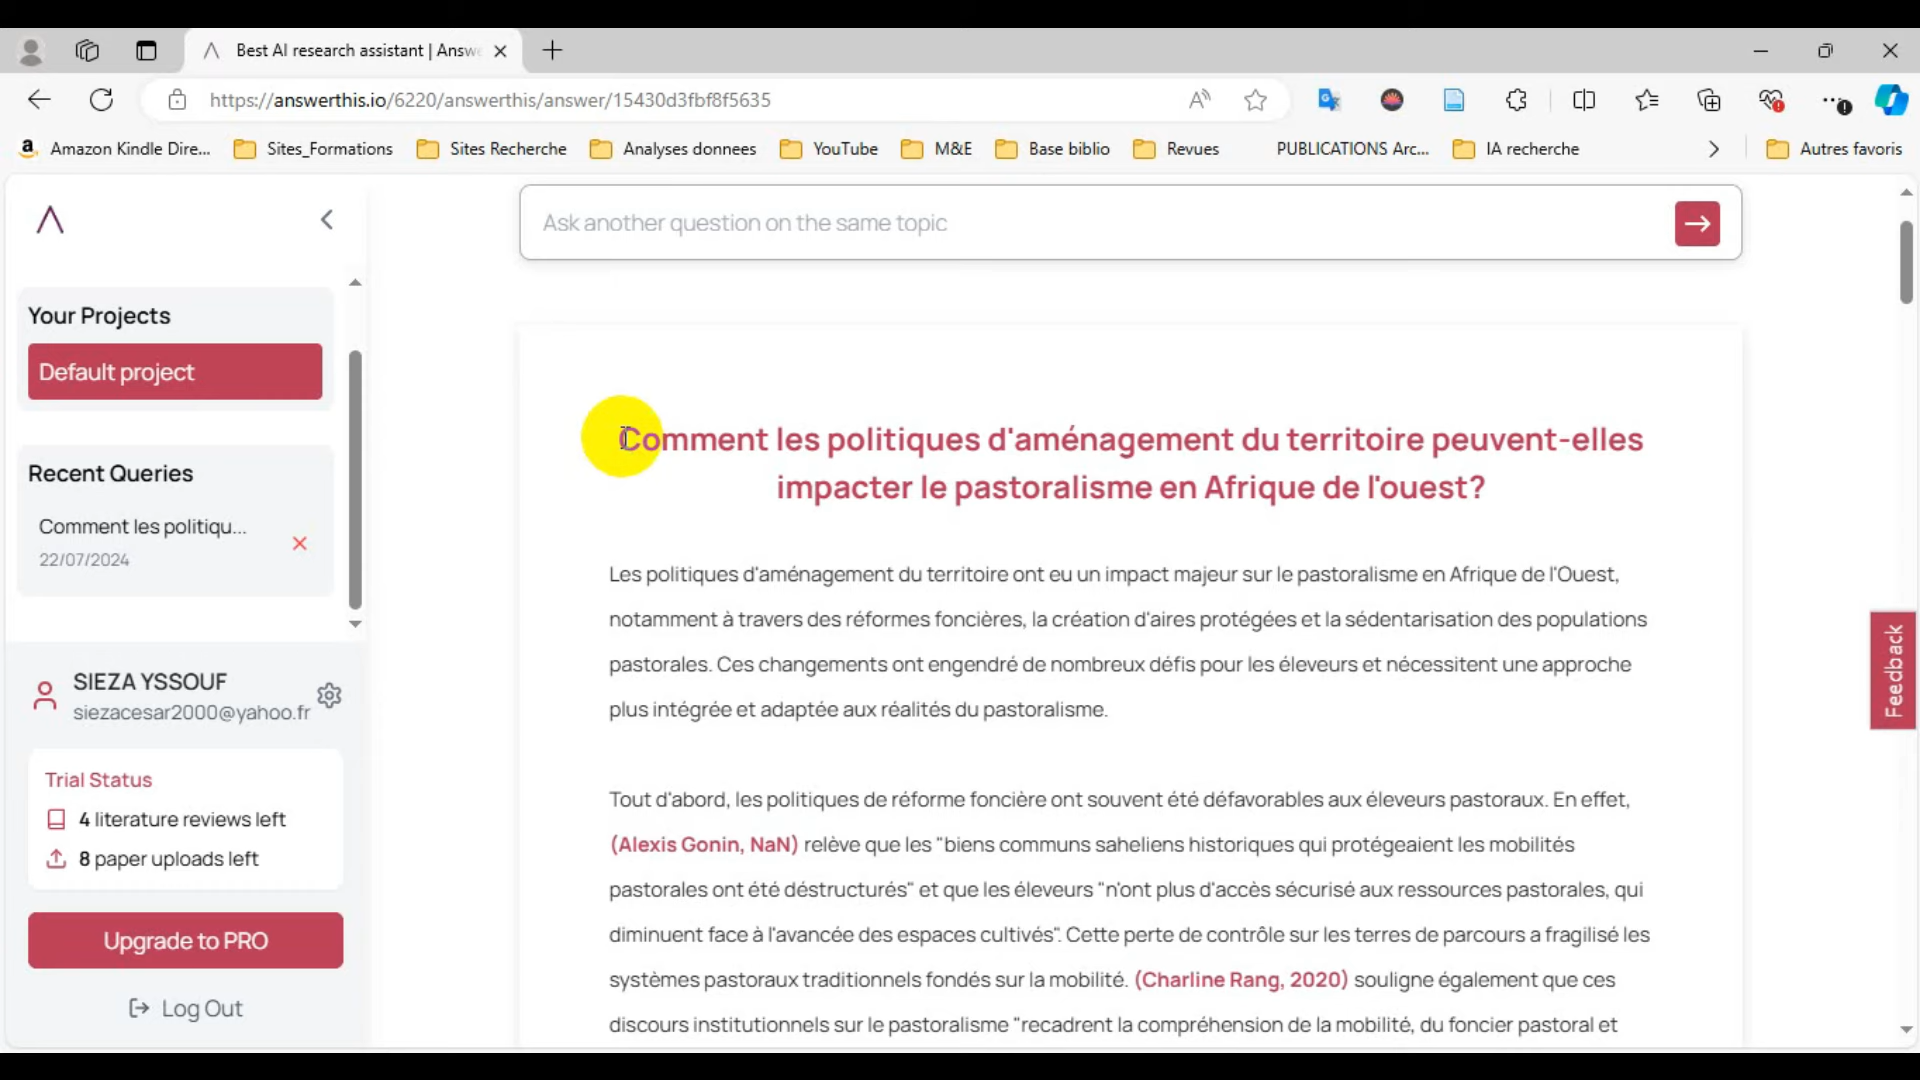 Best AI research assistant | Answ
https://answerthis.io/6220/answerthis/answer/15430d3fbf8f5635
Amazon Kindle Dire...
Sites_Formations
Sites Recherche
Analyses donnees
YouTube
M&E
Base biblio
Revues
PUBLICATIONS Arc...
IA recherche
Autres favoris
Ask another question on the same topic
Your Projects
Default project
Recent Queries
Comment les politiqu...
22/07/2024
SIEZA YSSOUF
siezacesar2000@yahoo.fr
Trial Status
4 literature reviews left
8 paper uploads left
Upgrade to PRO
Log Out
Comment les politiques d'aménagement du territoire peuvent-elles
impacter le pastoralisme en Afrique de l'ouest?
Les politiques d'aménagement du territoire ont eu un impact majeur sur le pastoralisme en Afrique de l'Ouest,
notamment à travers des réformes foncières, la création d'aires protégées et la sédentarisation des populations
pastorales. Ces changements ont engendré de nombreux défis pour les éleveurs et nécessitent une approche
plus intégrée et adaptée aux réalités du pastoralisme.
Tout d'abord, les politiques de réforme foncière ont souvent été défavorables aux éleveurs pastoraux. En effet,
(Alexis Gonin, NaN) relève que les "biens communs saheliens historiques qui protégeaient les mobilités
pastorales ont été déstructurés" et que les éleveurs "n'ont plus d'accès sécurisé aux ressources pastorales, qui
diminuent face à l'avancée des espaces cultivés". Cette perte de contrôle sur les terres de parcours a fragilisé les
systèmes pastoraux traditionnels fondés sur la mobilité. (Charline Rang, 2020) souligne également que ces
discours institutionnels sur le pastoralisme "recadrent la compréhension de la mobilité, du foncier pastoral et
Feedback